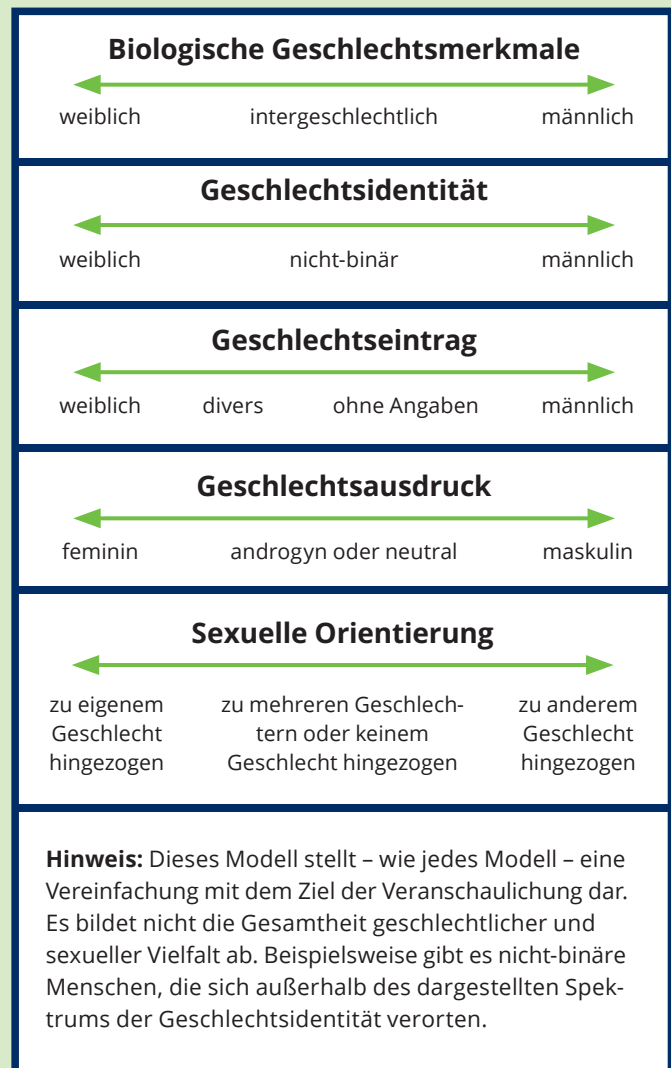 Biologische Geschlechtsmerkmale
weiblich intergeschlechtlich männlich
Geschlechtsidentität
weiblich nicht-binär männlich
Geschlechtseintrag
weiblich divers ohne Angaben männlich
Geschlechtsausdruck
feminin androgyn oder neutral maskulin
Sexuelle Orientierung
zu eigenem zu mehreren Geschlech- zu anderem
Geschlecht tern oder keinem Geschlecht
hingezogen Geschlecht hingezogen hingezogen
Hinweis: Dieses Modell stellt – wie jedes Modell – eine
Vereinfachung mit dem Ziel der Veranschaulichung dar.
Es bildet nicht die Gesamtheit geschlechtlicher und
sexueller Vielfalt ab. Beispielsweise gibt es nicht-binäre
Menschen, die sich außerhalb des dargestellten Spek-
trums der Geschlechtsidentität verorten.